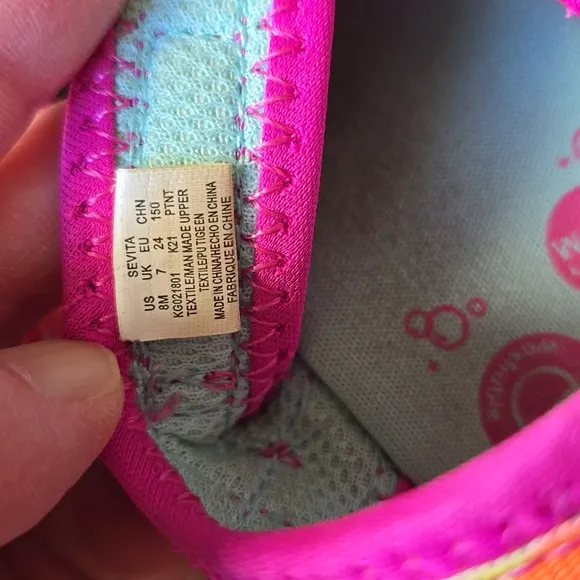 SEVITA
US UK EU CHN
8M 7 24 150
KG021801 K21 PTNT
TEXTILE/MAN MADE UPPER
TEXTILE/PU TIGE EN
MADE IN CHINA/HECHO EN CHINA
FABRIQUE EN CHINE
washable